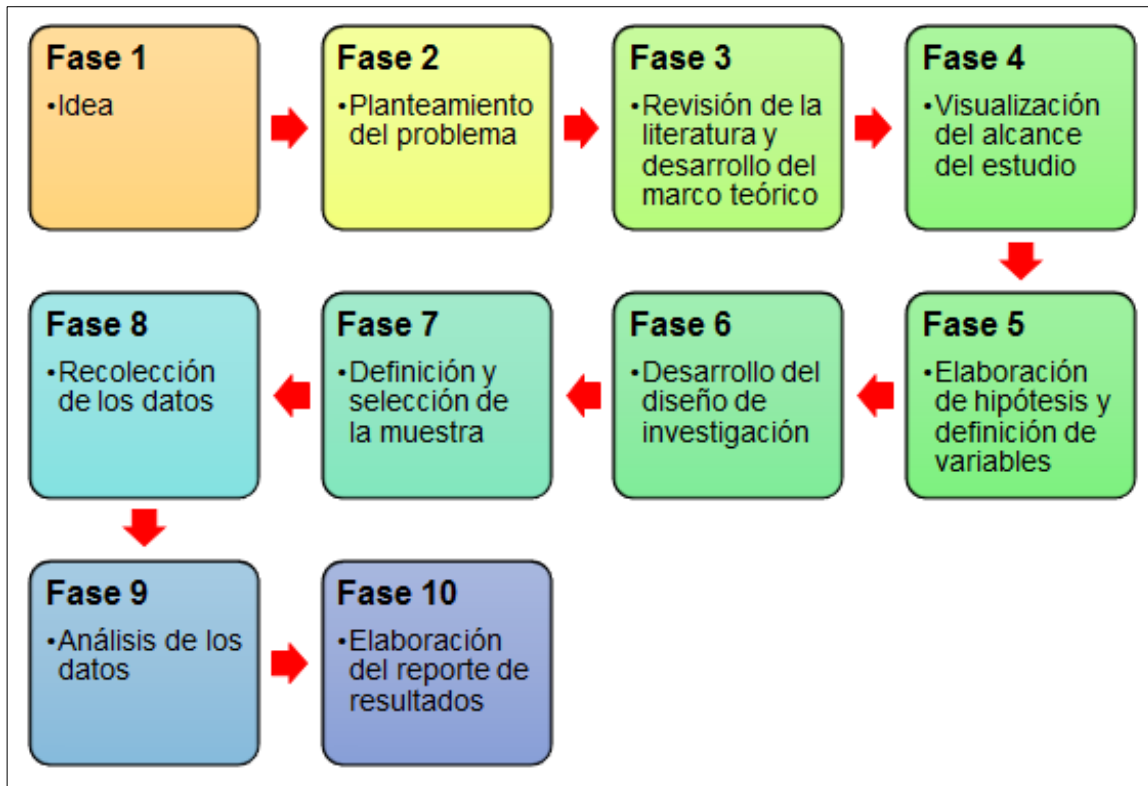 Fase 1
•Idea
Fase 2
•Planteamiento
del problema
Fase 3
•Revisión de la
literatura y
desarrollo del
marco teórico
Fase 4
•Visualización
del alcance
del estudio
Fase 5
•Elaboración
de hipótesis y
definición de
variables
Fase 6
•Desarrollo del
diseño de
investigación
Fase 7
•Definición y
selección de
la muestra
Fase 8
•Recolección
de los datos
Fase 9
•Análisis de los
datos
Fase 10
•Elaboración
del reporte de
resultados